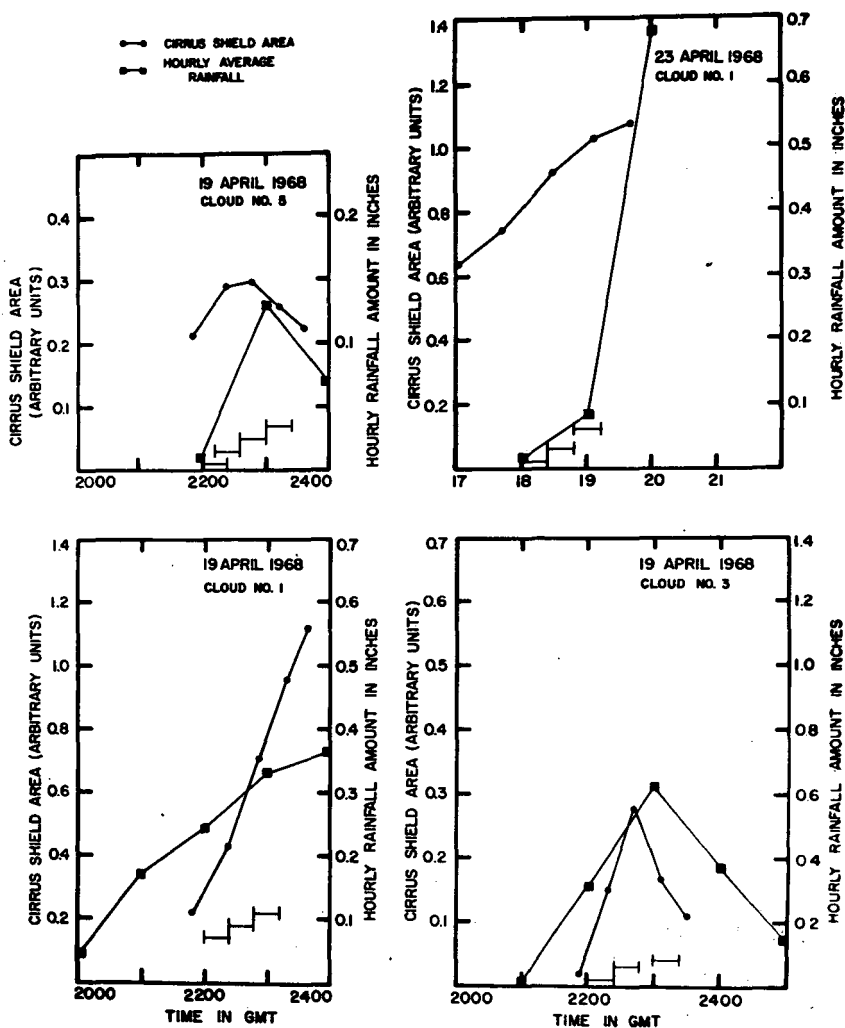 CIRRUS SHIELD AREA
HOURLY AVERAGE
RAINFALL
19 APRIL 1968
CLOUD NO. 5
0.4
0.3
0.2
0.1
0.2
0.1
CIRRUS SHIELD AREA
(ARBITRARY UNITS)
HOURLY RAINFALL AMOUNT IN INCHES
2000 2200 2400
23 APRIL 1968
CLOUD NO. 1
1.4
1.2
1.0
0.8
0.6
0.4
0.2
0.7
0.6
0.5
0.4
0.3
0.2
0.1
CIRRUS SHIELD AREA (ARBITRARY UNITS)
HOURLY RAINFALL AMOUNT IN INCHES
17 18 19 20 21
19 APRIL 1968
CLOUD NO. 1
1.4
1.2
1.0
0.8
0.6
0.4
0.2
0.7
0.6
0.5
0.4
0.3
0.2
0.1
CIRRUS SHIELD AREA (ARBITRARY UNITS)
HOURLY RAINFALL AMOUNT IN INCHES
2000 2200 2400
TIME IN GMT
19 APRIL 1968
CLOUD NO. 3
0.7
0.6
0.5
0.4
0.3
0.2
0.1
1.4
1.2
1.0
0.8
0.6
0.4
0.2
CIRRUS SHIELD AREA (ARBITRARY UNITS)
HOURLY RAINFALL AMOUNT IN INCHES
2000 2200 2400
TIME IN GMT